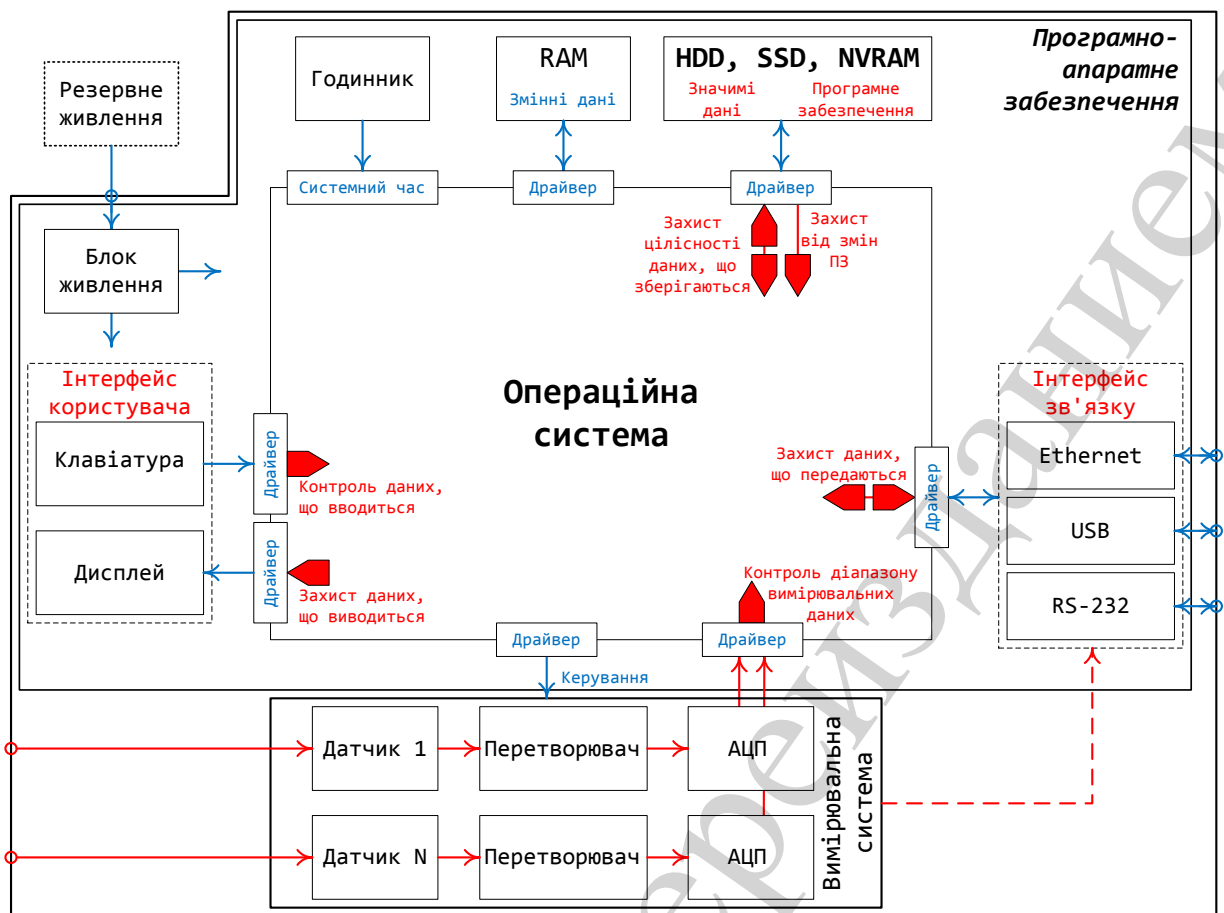 Програмно-
апаратне
забезпечення
Резервне
живлення
Годинник
RAM
Змінні дані
HDD, SSD, NVRAM
Значимі
дані
Програмне
забезпечення
Системний час
Драйвер
Драйвер
Блок
живлення
Захист
цілісності
даних, що
зберігаються
Захист
від змін
ПЗ
Інтерфейс
користувача
Клавіатура
Дисплей
Драйвер
Контроль даних,
що вводиться
Драйвер
Захист даних,
що виводиться
Операційна
система
Захист даних,
що передаються
Драйвер
Інтерфейс
зв'язку
Ethernet
USB
RS-232
Контроль діапазону
вимірювальних
даних
Драйвер
Драйвер
Керування
Датчик 1
Перетворювач
АЦП
Датчик N
Перетворювач
АЦП
Вимірювальна
система
ереизданием